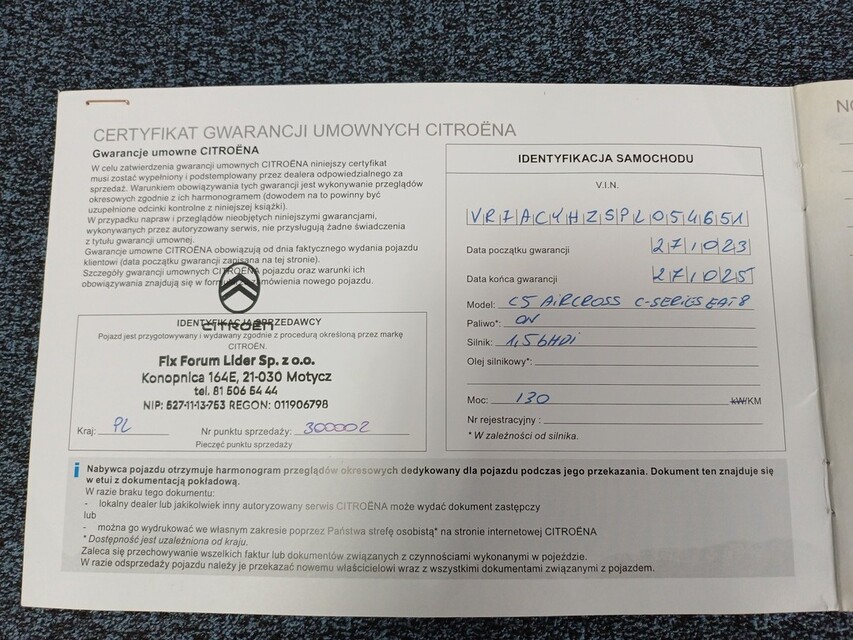 CERTYFIKAT GWARANCJI UMOWNYCH CITROËNA
Gwarancje umowne CITROËNA
W celu zatwierdzenia gwarancji umownych CITROËNA niniejszy certyfikat
musi zostać wypełniony i podstemplowany przez dealera odpowiedzialnego za
sprzedaż. Warunkiem obowiązywania tych gwarancji jest wykonywanie przeglądów
okresowych zgodnie z ich harmonogramem (dowodem na to powinny być
uzupełnione odcinki kontrolne z niniejszej książki).
W przypadku napraw i przeglądów nieobjętych niniejszymi gwarancjami,
wykonywanych przez autoryzowany serwis, nie przysługują żadne świadczenia
z tytułu gwarancji umownej.
Gwarancje umowne CITROËNA obowiązują od dnia faktycznego wydania pojazdu
klientowi (data początku gwarancji zapisana na tej stronie).
Szczegóły gwarancji umownych CITROËNA pojazdu oraz warunki ich
obowiązywania znajdują się w formularzu zamówienia nowego pojazdu.
CITROËN
IDENTYFIKACJA SPRZEDAWCY
Pojazd jest przygotowywany i wydawany zgodnie z procedurą określoną przez markę
CITROËN.
Fix Forum Lider Sp. z o.o.
Konopnica 164E, 21-030 Motycz
tel. 81 506 54 44
NIP: 527-11-13-753 REGON: 011906798
Kraj: PL Nr punktu sprzedaży: 300002
Pieczęć punktu sprzedaży
IDENTYFIKACJA SAMOCHODU
V.I.N.
VR7ACYHZSPL054651
Data początku gwarancji 271023
Data końca gwarancji 271025
Model: C5 AIRCROSS C-SERIES EAT8
Paliwo*: ON
Silnik: 1,5 bHDi
Olej silnikowy*:
Moc: 130 kW/KM
Nr rejestracyjny :
* W zależności od silnika.
i Nabywca pojazdu otrzymuje harmonogram przeglądów okresowych dedykowany dla pojazdu podczas jego przekazania. Dokument ten znajduje się
w etui z dokumentacją pokładową.
W razie braku tego dokumentu:
- lokalny dealer lub jakikolwiek inny autoryzowany serwis CITROËNA może wydać dokument zastępczy
lub
- można go wydrukować we własnym zakresie poprzez Państwa strefę osobistą* na stronie internetowej CITROËNA
* Dostępność jest uzależniona od kraju.
Zaleca się przechowywanie wszelkich faktur lub dokumentów związanych z czynnościami wykonanymi w pojeździe.
W razie odsprzedaży pojazdu należy je przekazać nowemu właścicielowi wraz z wszystkimi dokumentami związanymi z pojazdem.